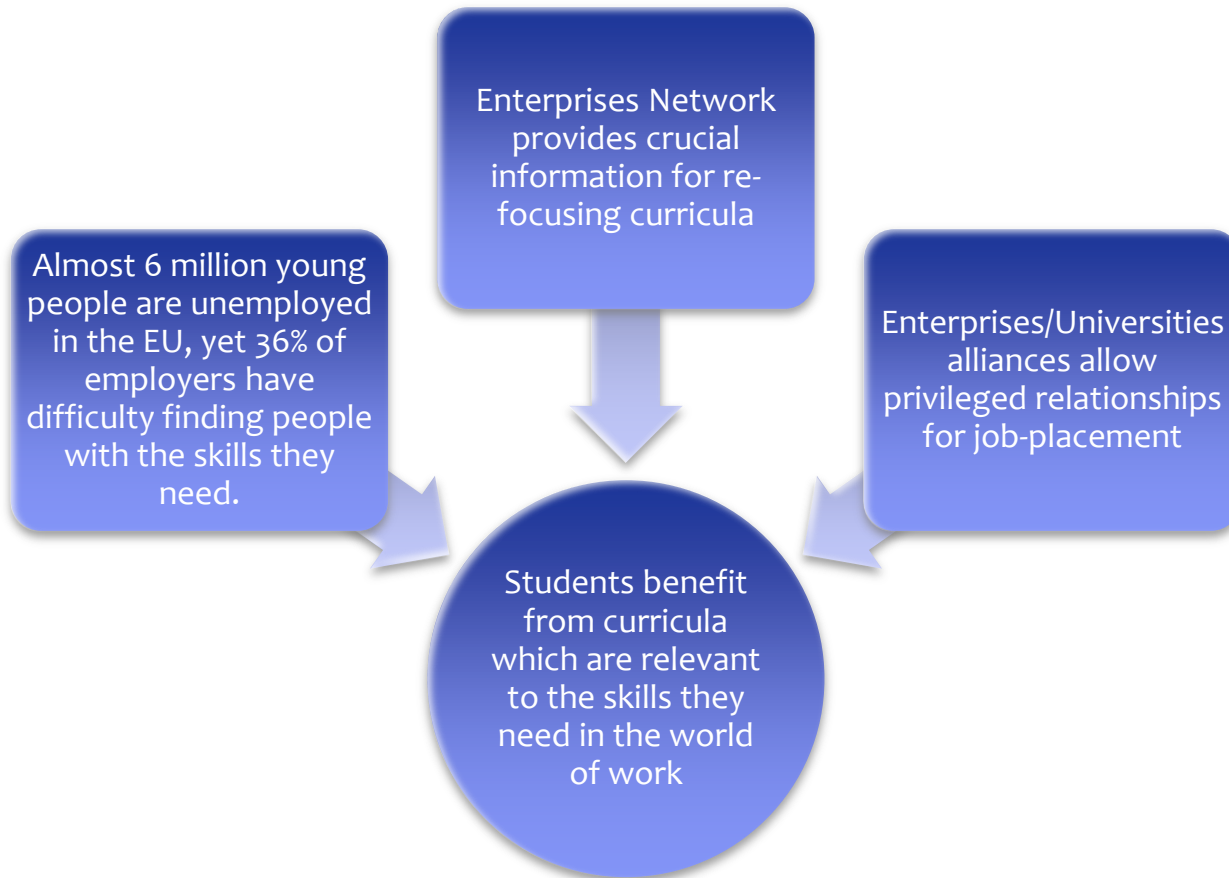 Enterprises Network
provides crucial
information for re-
focusing curricula
Almost 6 million young
people are unemployed
in the EU, yet 36% of
employers have
difficulty finding people
with the skills they
need.
Enterprises/Universities
alliances allow
privileged relationships
for job-placement
Students benefit
from curricula
which are relevant
to the skills they
need in the world
of work